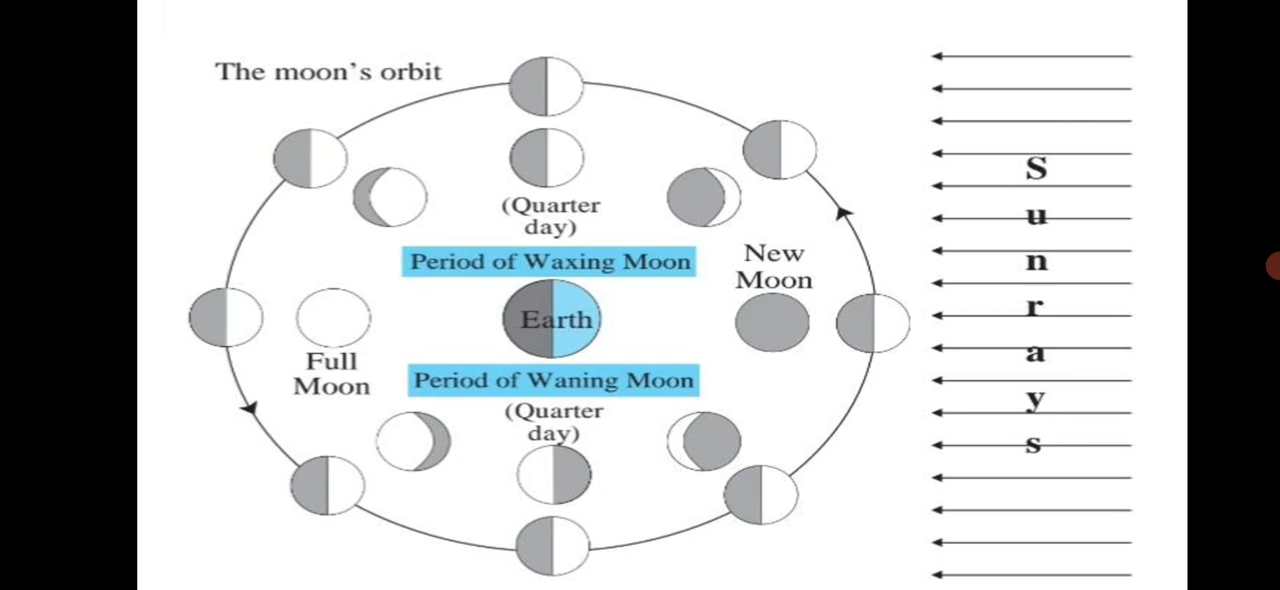 The moon's orbit
(Quarter
day)
Period of Waxing Moon
New
Moon
Earth
Full
Moon
Period of Waning Moon
(Quarter
day)
S
u
n
r
a
y
s